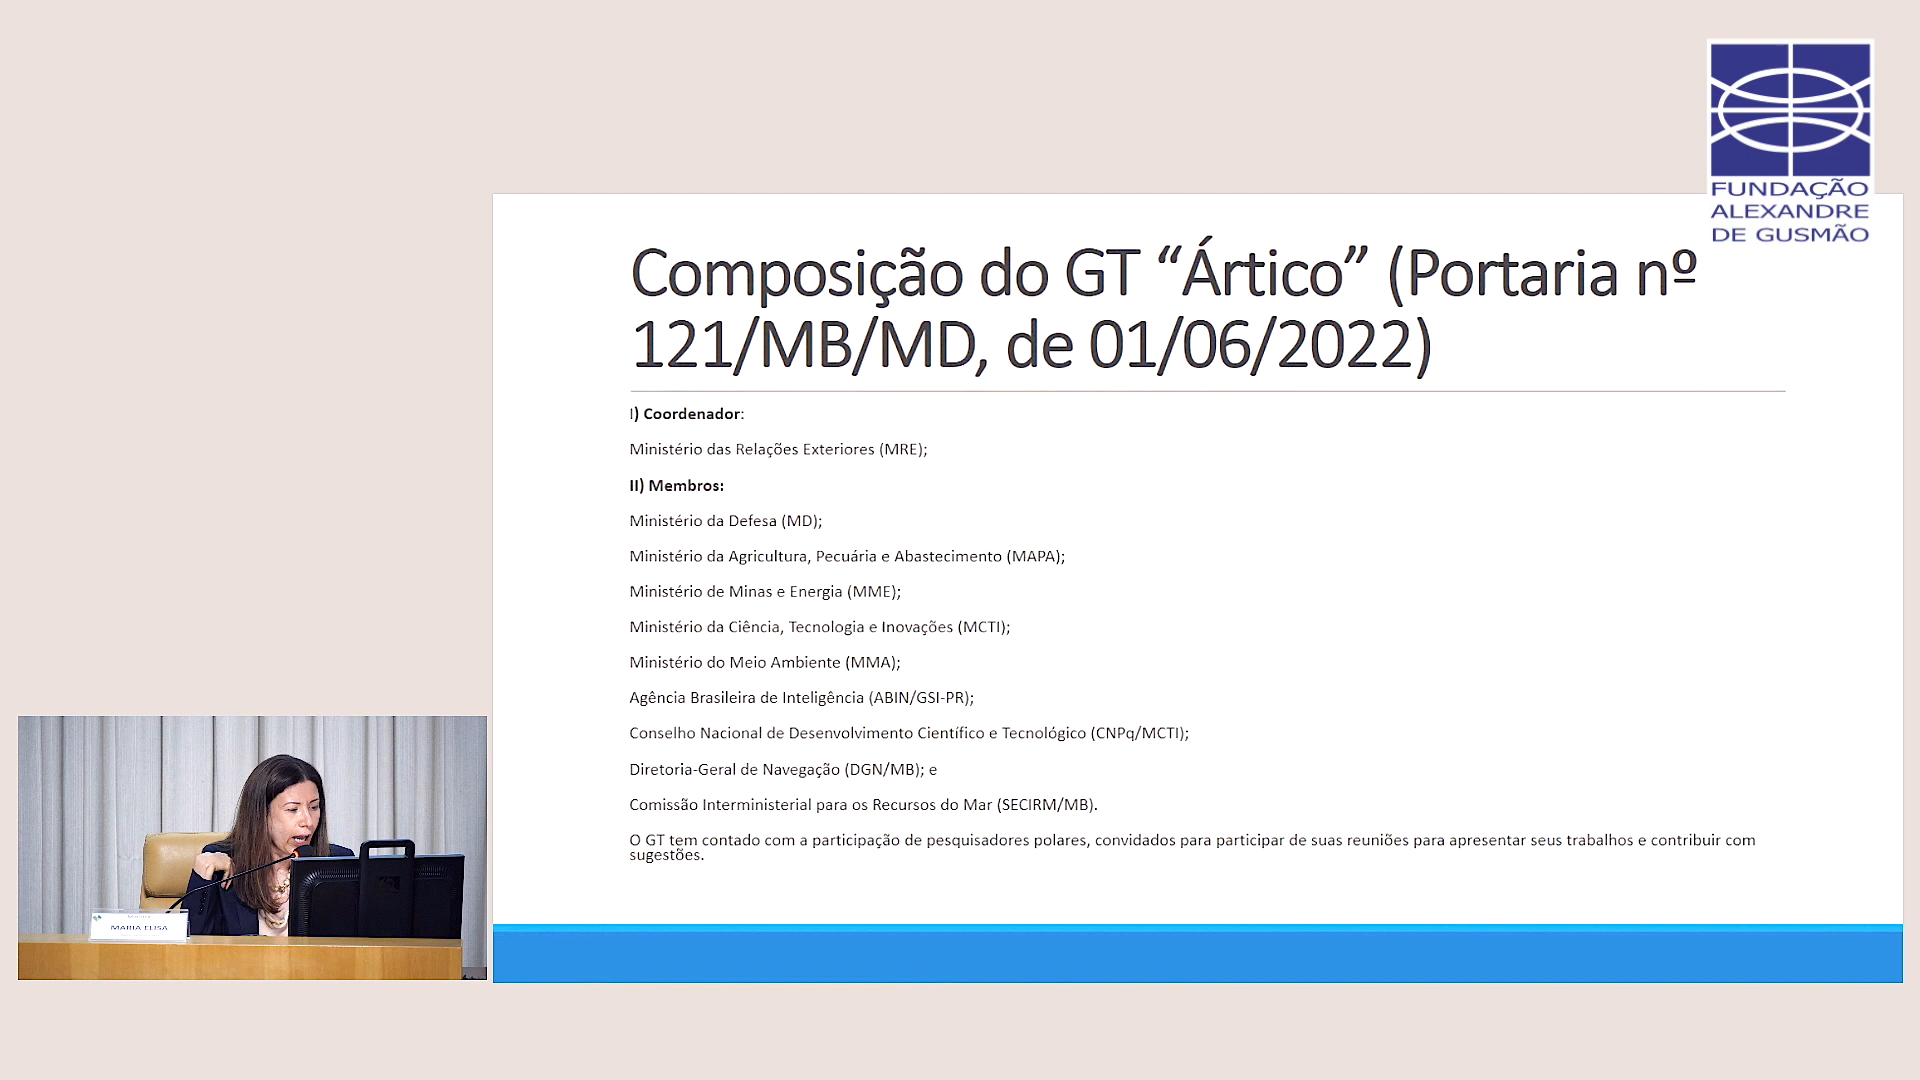 FUNDAÇÃO
ALEXANDRE
DE GUSMÃO
Composição do GT “Ártico” (Portaria nº
121/MB/MD, de 01/06/2022)
I) Coordenador:
Ministério das Relações Exteriores (MRE);
II) Membros:
Ministério da Defesa (MD);
Ministério da Agricultura, Pecuária e Abastecimento (MAPA);
Ministério de Minas e Energia (MME);
Ministério da Ciência, Tecnologia e Inovações (MCTI);
Ministério do Meio Ambiente (MMA);
Agência Brasileira de Inteligência (ABIN/GSI-PR);
Conselho Nacional de Desenvolvimento Científico e Tecnológico (CNPq/MCTI);
Diretoria-Geral de Navegação (DGN/MB); e
Comissão Interministerial para os Recursos do Mar (SECIRM/MB).
O GT tem contado com a participação de pesquisadores polares, convidados para participar de suas reuniões para apresentar seus trabalhos e contribuir com
sugestões.
MARIA ELISA